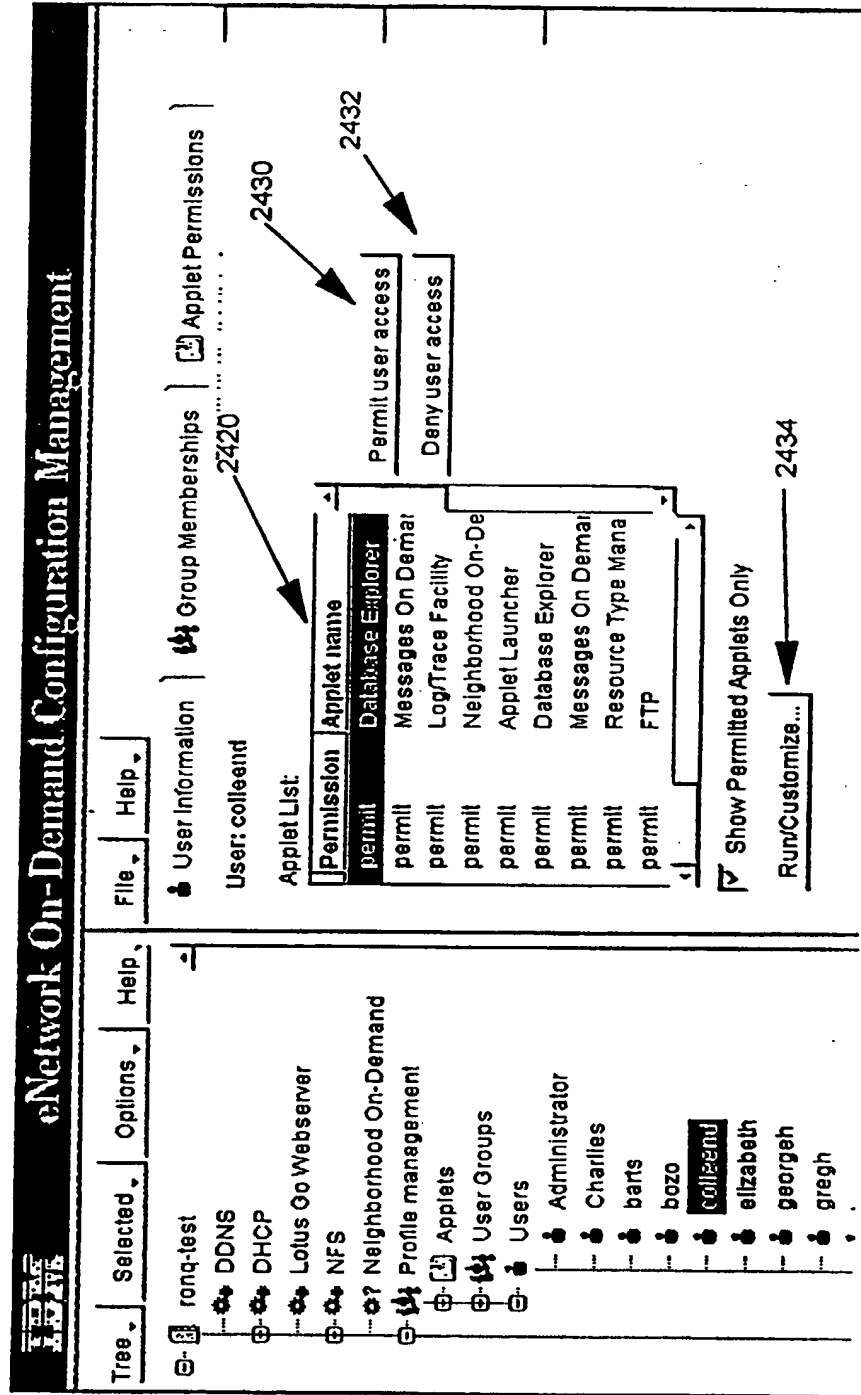 IBM eNetwork On-Demand Configuration Management
Tree Selected Options Help
ronq-test
DDNS
DHCP
Lotus Go Webserver
NFS
Neighborhood On-Demand
Profile management
Applets
User Groups
Users
Administrator
Charlies
barts
bozo
colleend
elizabeth
georgeh
gregh
File Help
User Information Group Memberships Applet Permissions
User: colleend
Applet List:
2420
Permission Applet name
permit Database Explorer
permit Messages On Demar
permit Log/Trace Facility
permit Neighborhood On-De
permit Applet Launcher
permit Database Explorer
permit Messages On Demar
permit Resource Type Mana
permit FTP
Permit user access
2430
Deny user access
2432
Show Permitted Applets Only
Run/Customize...
2434